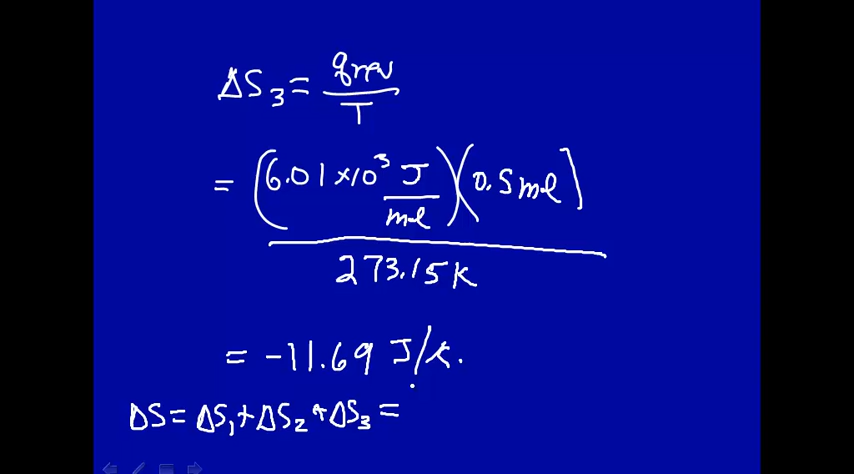 ΔS₃ = qrev / T
= (6.01 × 10³ J / mol)(0.5 mol) / 273.15 K
= -11.69 J/K.
ΔS = ΔS₁ + ΔS₂ + ΔS₃ =